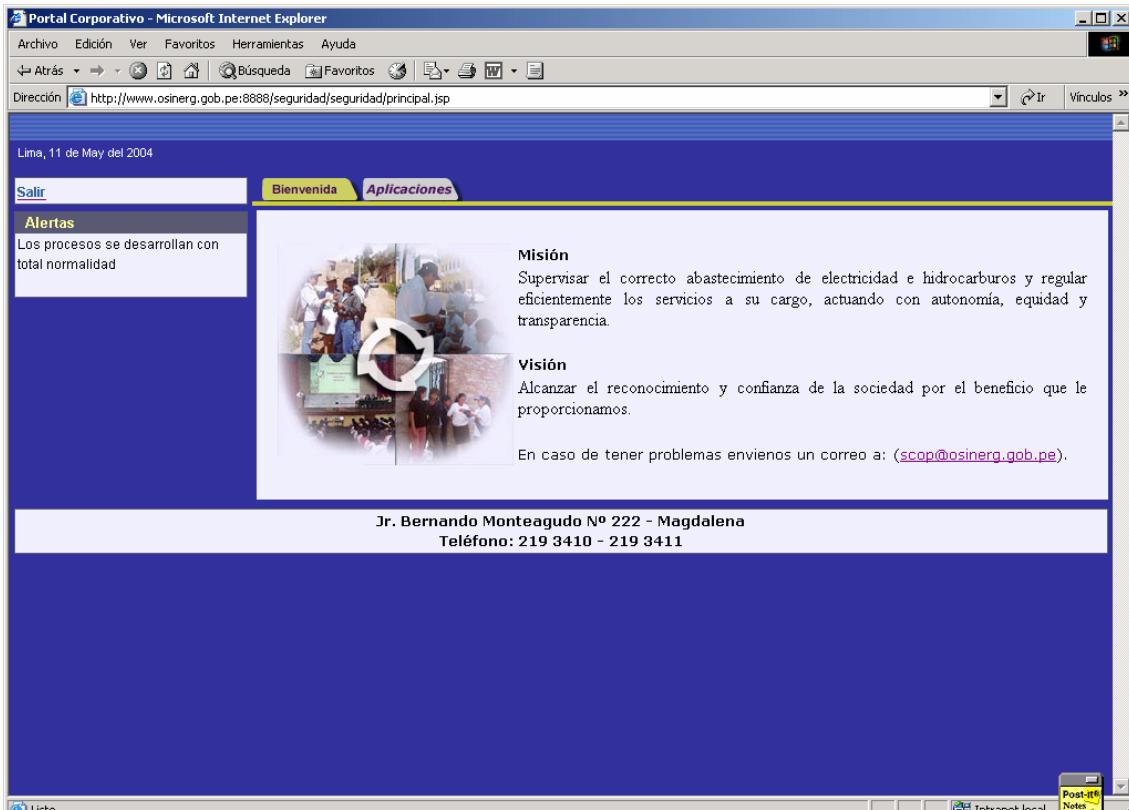 Portal Corporativo - Microsoft Internet Explorer
Archivo Edición Ver Favoritos Herramientas Ayuda
Atrás Búsqueda Favoritos
Dirección http://www.osinerg.gob.pe:8888/seguridad/seguridad/principal.jsp Ir Vínculos »
Lima, 11 de May del 2004
Salir
Bienvenida Aplicaciones
Alertas
Los procesos se desarrollan con
total normalidad
Misión
Supervisar el correcto abastecimiento de electricidad e hidrocarburos y regular
eficientemente los servicios a su cargo, actuando con autonomía, equidad y
transparencia.
Visión
Alcanzar el reconocimiento y confianza de la sociedad por el beneficio que le
proporcionamos.
En caso de tener problemas envienos un correo a: (scop@osinerg.gob.pe).
Jr. Bernando Monteagudo Nº 222 - Magdalena
Teléfono: 219 3410 - 219 3411
Listo Intranet local
Post-it®
Notes